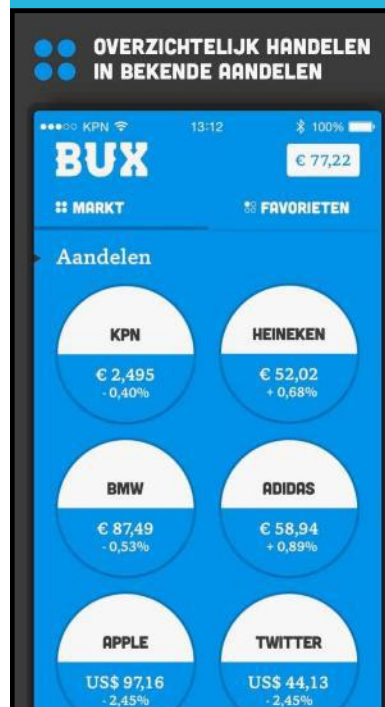 OVERZICHTELIJK HANDELEN
IN BEKENDE AANDELEN
KPN 13:12 100%
BUX € 77,22
MARKT FAVORIETEN
Aandelen
KPN HEINEKEN
€ 2,495 € 52,02
- 0,40% + 0,68%
BMW ADIDAS
€ 87,49 € 58,94
- 0,53% + 0,89%
APPLE TWITTER
US$ 97,16 US$ 44,13
- 2,45% - 2,45%